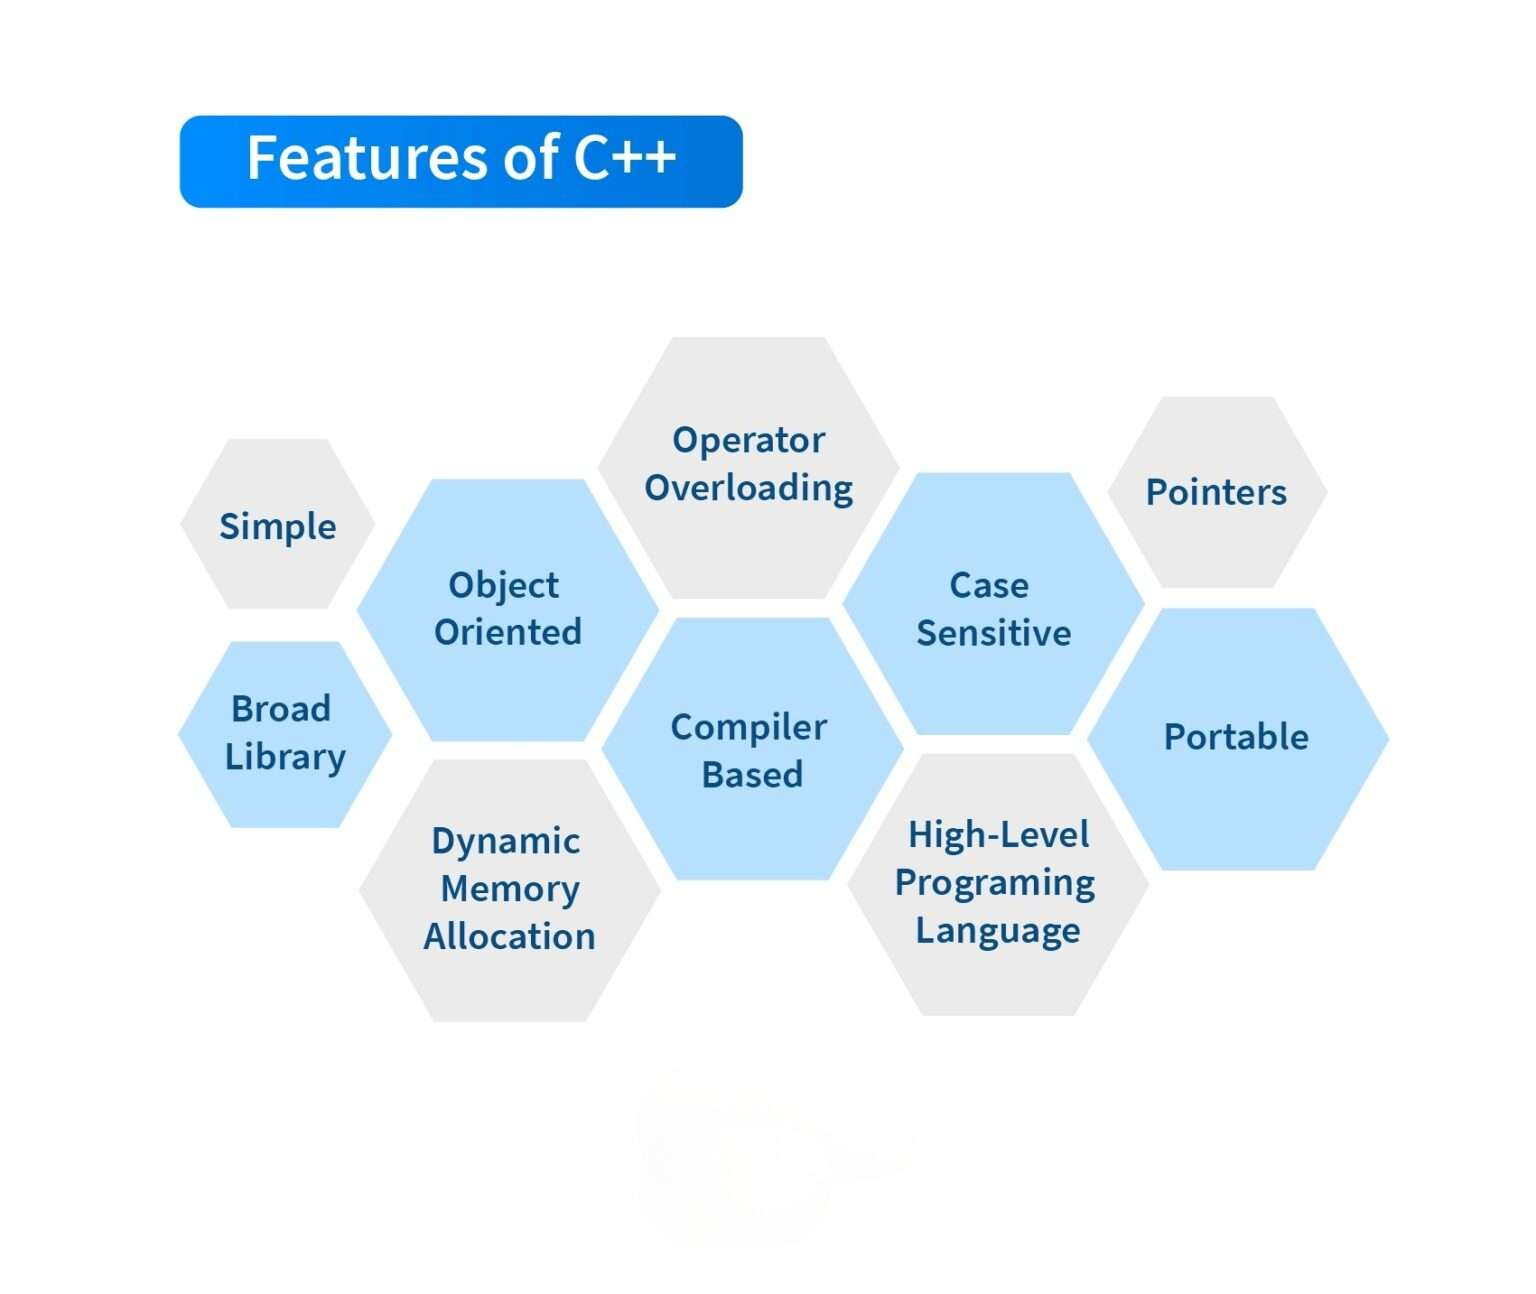 Features of C++
Simple
Object
Oriented
Operator
Overloading
Case
Sensitive
Pointers
Broad
Library
Dynamic
Memory
Allocation
Compiler
Based
High-Level
Programing
Language
Portable